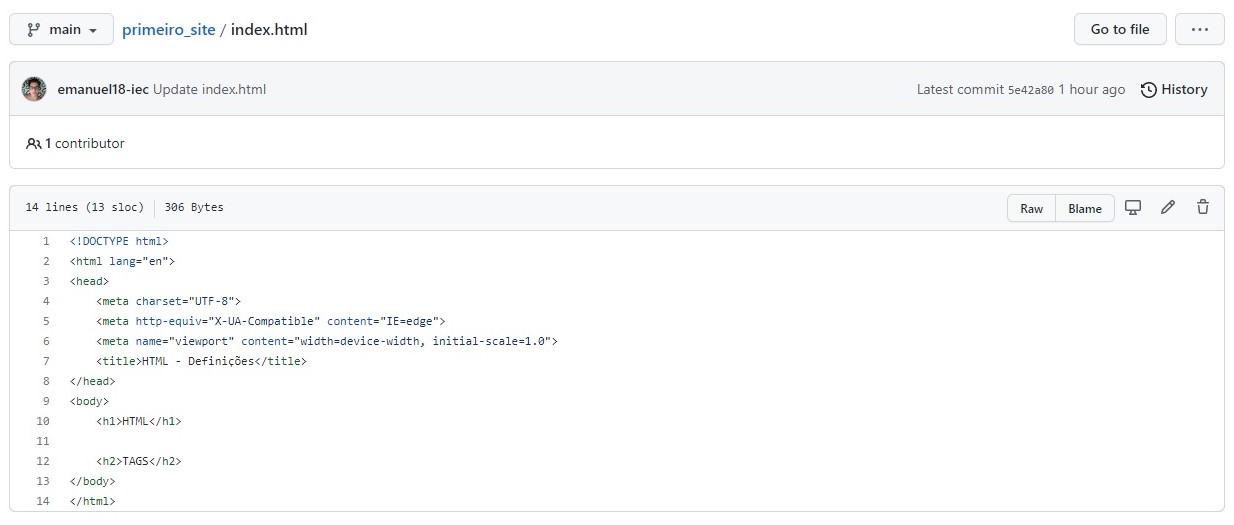 main primeiro_site / index.html Go to file ...
emanuel18-iec Update index.html Latest commit 5e42a80 1 hour ago History
1 contributor
14 lines (13 sloc) 306 Bytes Raw Blame
1 <!DOCTYPE html>
2 <html lang="en">
3 <head>
4     <meta charset="UTF-8">
5     <meta http-equiv="X-UA-Compatible" content="IE=edge">
6     <meta name="viewport" content="width=device-width, initial-scale=1.0">
7     <title>HTML - Definições</title>
8 </head>
9 <body>
10     <h1>HTML</h1>
11
12     <h2>TAGS</h2>
13 </body>
14 </html>